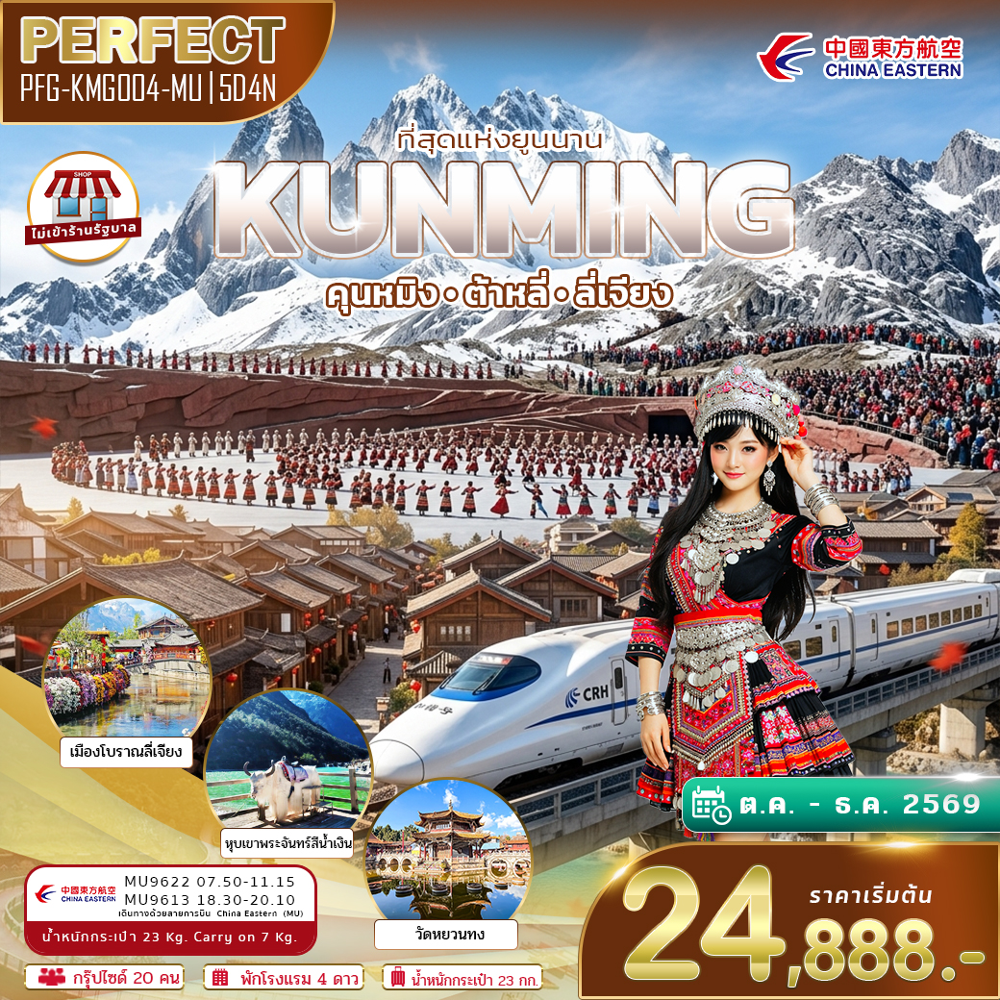 PERFECT
PFG-KMG004-MU | 5D4N
中國東方航空
CHINA EASTERN
ที่สุดแห่งยูนนาน
KUNMING
คุนหมิง • ต้าหลี่ • ลี่เจียง
SHOP
ไม่เข้าร้านรัฐบาล
CRH
เมืองโบราณลี่เจียง
หุบเขาพระจันทร์สีน้ำเงิน
วัดหยวนทง
ต.ค. - ธ.ค. 2569
ราคาเริ่มต้น
24,888.-
中國東方航空
CHINA EASTERN
MU9622 07.50-11.15
MU9613 18.30-20.10
เดินทางด้วยสายการบิน China Eastern (MU)
น้ำหนักกระเป๋า 23 Kg. Carry on 7 Kg.
กรุ๊ปไซด์ 20 คน
พักโรงแรม 4 ดาว
น้ำหนักกระเป๋า 23 กก.